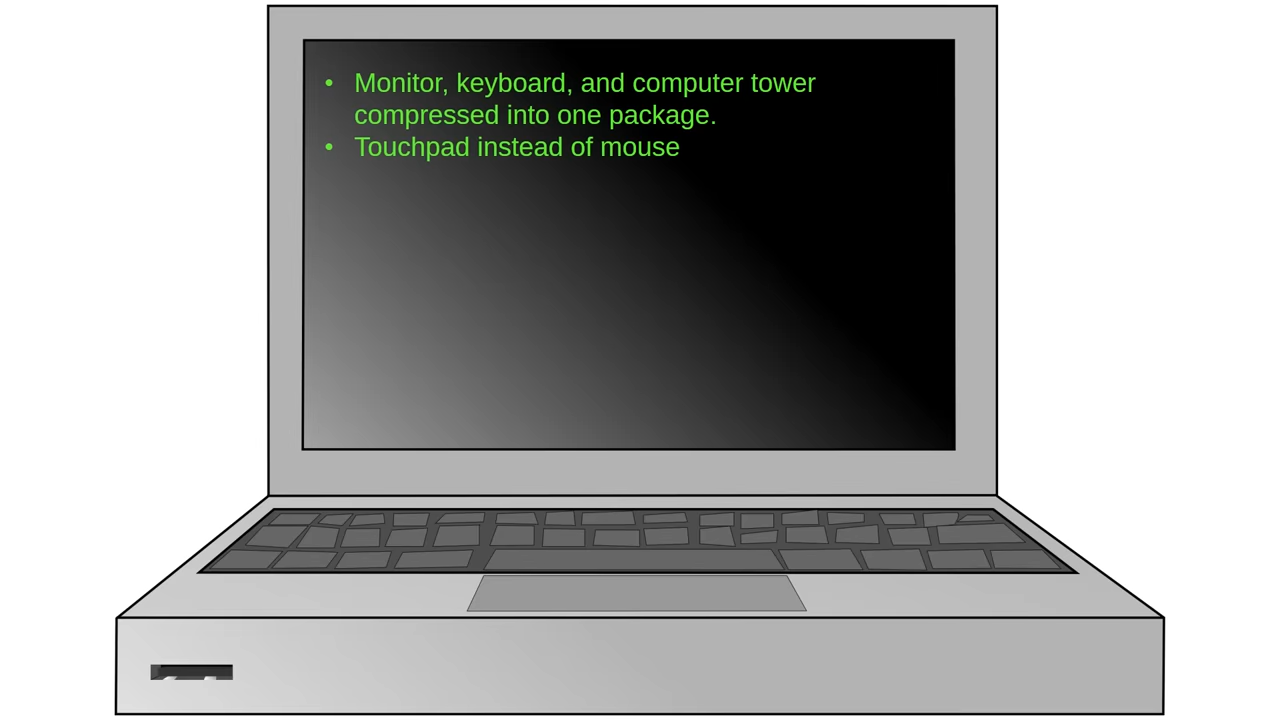 • Monitor, keyboard, and computer tower
compressed into one package.
• Touchpad instead of mouse